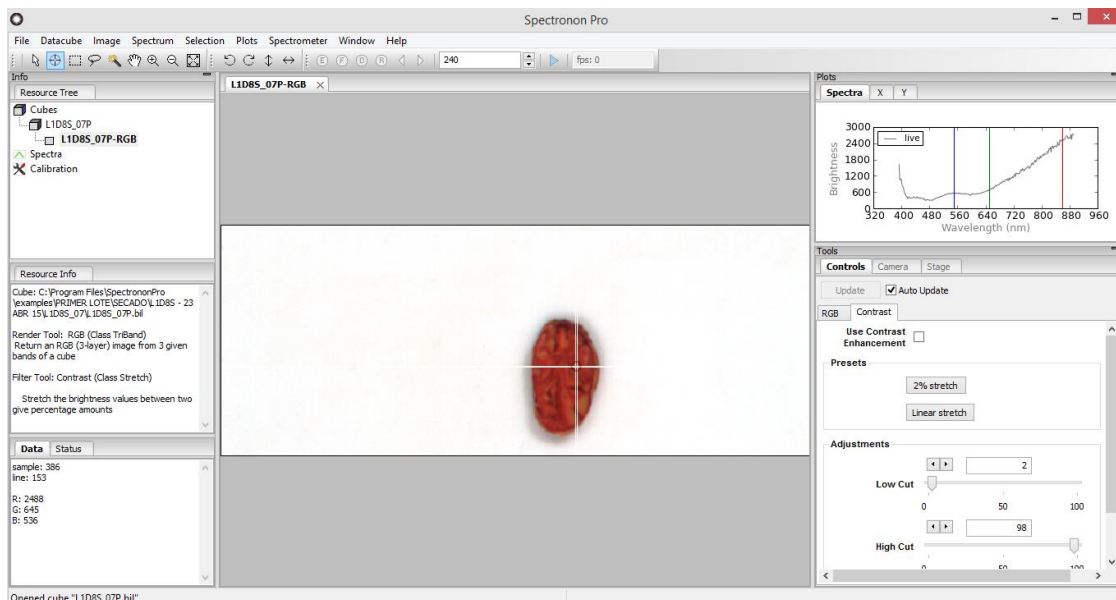 Spectronon Pro
File Datacube Image Spectrum Selection Plots Spectrometer Window Help
E F D R 240 fps: 0
Info
Resource Tree
Cubes
L1D8S_07P
L1D8S_07P-RGB
Spectra
Calibration
Resource Info
Cube: C:\Program Files\SpectrononPro
\examples\PRIMER LOTE\SECADO\L1D8S - 23
ABR 15\L1D8S_07\L1D8S_07P.bil
Render Tool: RGB (Class TriBand)
Return an RGB (3-layer) image from 3 given
bands of a cube
Filter Tool: Contrast (Class Stretch)
Stretch the brightness values between two
give percentage amounts
Data Status
sample: 386
line: 153
R: 2488
G: 645
B: 536
L1D8S_07P-RGB
Plots
Spectra X Y
live
3000
2400
1800
1200
600
0
Brightness
320 400 480 560 640 720 800 880 960
Wavelength (nm)
Tools
Controls Camera Stage
Update Auto Update
RGB Contrast
Use Contrast
Enhancement
Presets
2% stretch
Linear stretch
Adjustments
2
Low Cut
0 50 100
98
High Cut
0 50 100
Opened cube "L1D8S_07P.bil"